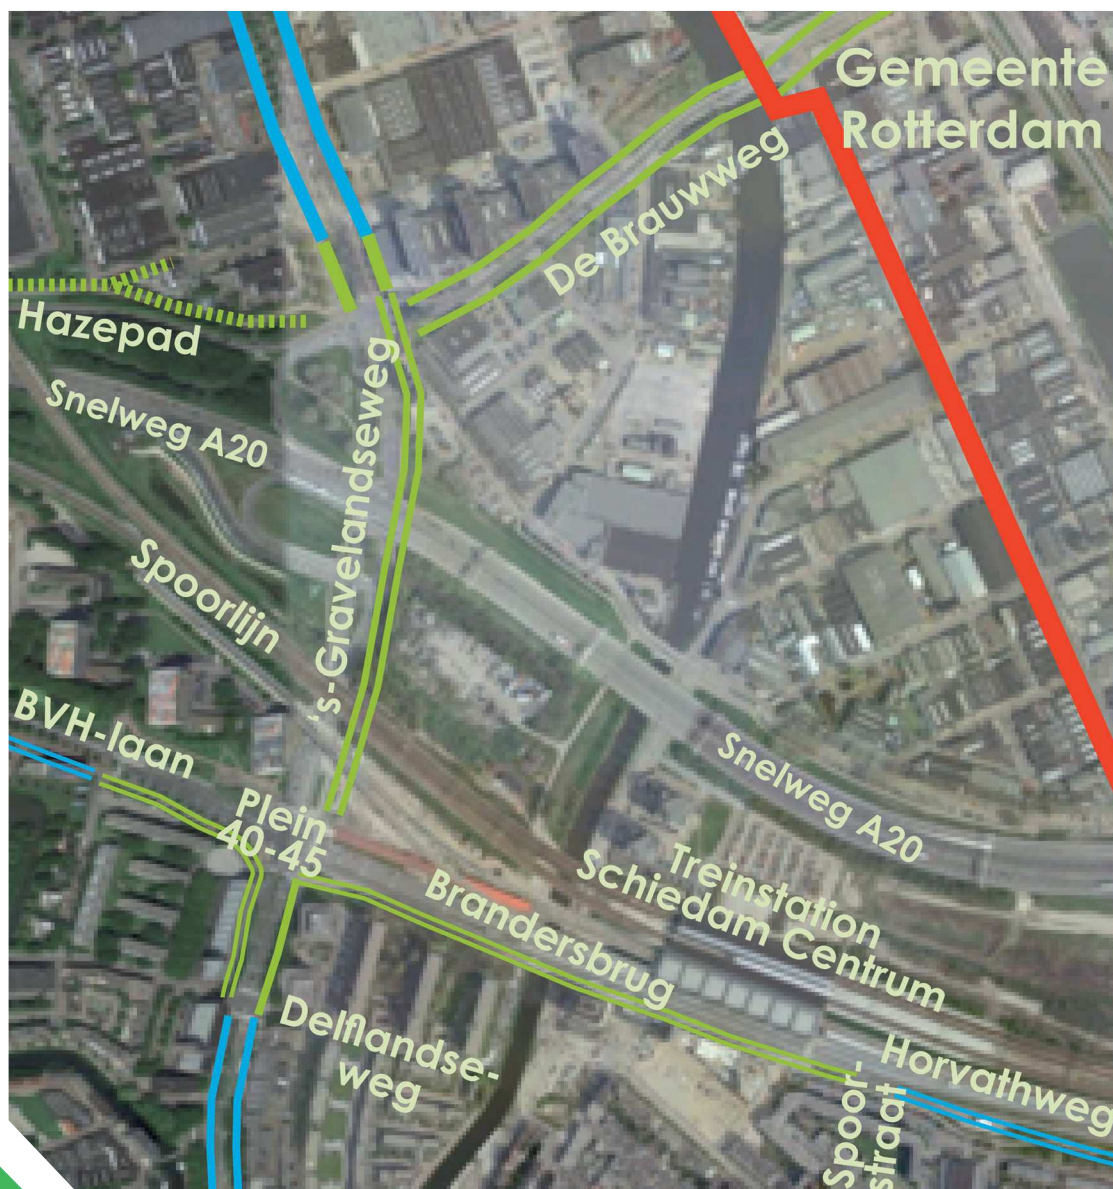 Gemeente
Rotterdam
De Brauwweg
Hazepad
Snelweg A20
's-Gravelandseweg
Spoorlijn
BVH-laan
Plein
40-45
Snelweg A20
Treinstation
Schiedam Centrum
Brandersbrug
Delflandse-
weg
Horvathweg
Spoor-
straat